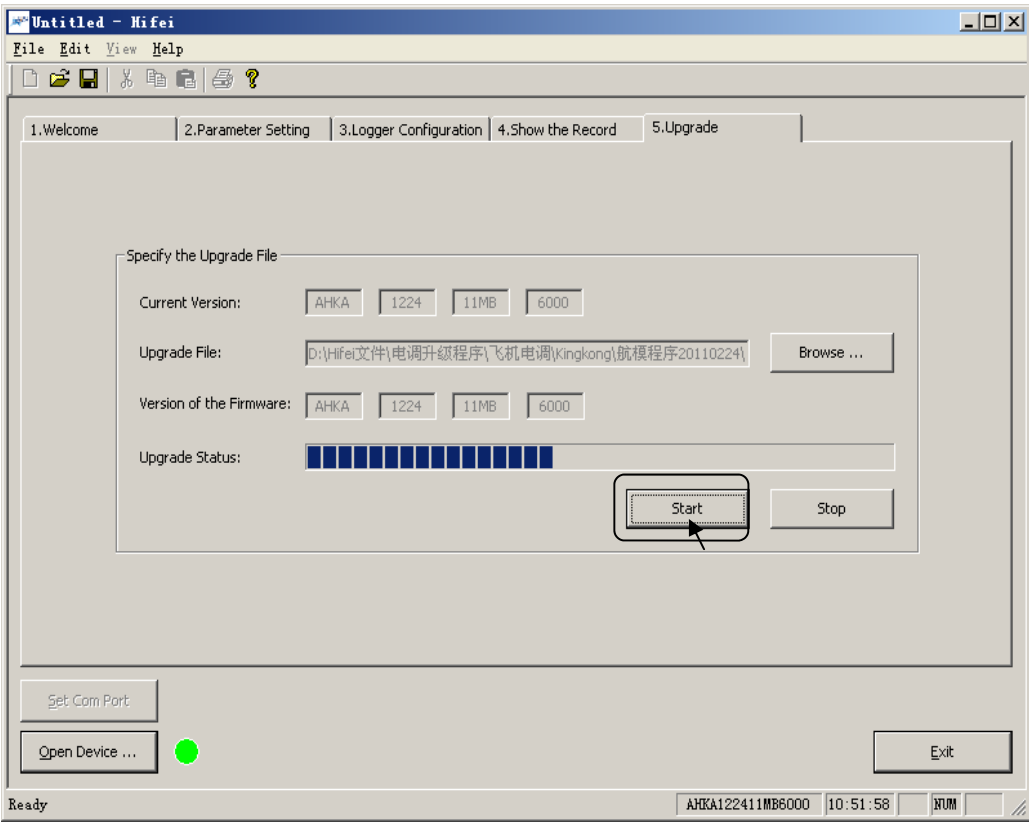 Untitled - Hifei
File Edit View Help
1.Welcome 2.Parameter Setting 3.Logger Configuration 4.Show the Record 5.Upgrade
Specify the Upgrade File
Current Version: AHKA 1224 11MB 6000
Upgrade File: D:\Hifei文件\电调升级程序\飞机电调\Kingkong\航模程序20110224\ Browse ...
Version of the Firmware: AHKA 1224 11MB 6000
Upgrade Status:
Start Stop
Set Com Port
Open Device ... Exit
Ready AHKA122411MB6000 10:51:58 NUM